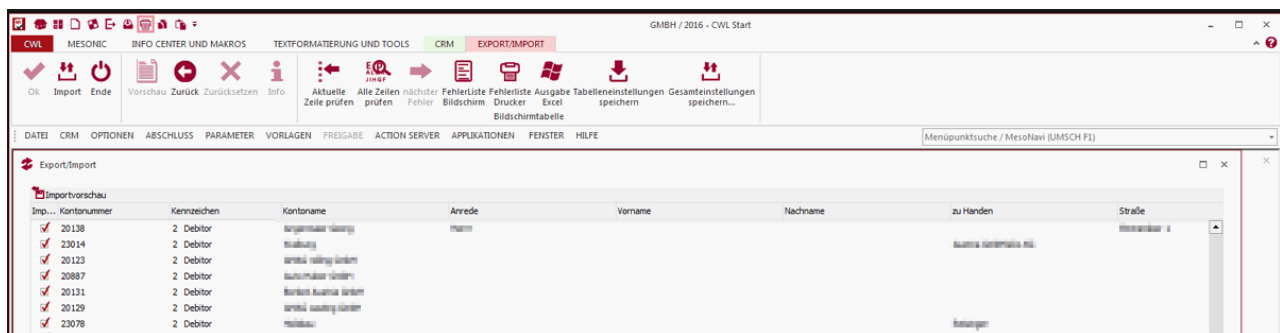 GMBH / 2016 - CWL Start
CWL MESONIC INFO CENTER UND MAKROS TEXTFORMATIERUNG UND TOOLS CRM EXPORT/IMPORT
Ok Import Ende Vorschau Zurück Zurücksetzen Info Aktuelle Zeile prüfen Alle Zeilen prüfen nächster Fehler FehlerListe Bildschirm Fehlerliste Drucker Ausgabe Excel Tabelleneinstellungen speichern Gesamteinstellungen speichern...
Bildschirmtabelle
DATEI CRM OPTIONEN ABSCHLUSS PARAMETER VORLAGEN FREIGABE ACTION SERVER APPLIKATIONEN FENSTER HILFE Menüpunktsuche / MesoNavi (UMSCH F1)
Export/Import
Importvorschau
Imp... Kontonummer Kennzeichen Kontoname Anrede Vorname Nachname zu Handen Straße
20138 2 Debitor
23014 2 Debitor
20123 2 Debitor
20887 2 Debitor
20131 2 Debitor
20129 2 Debitor
23078 2 Debitor